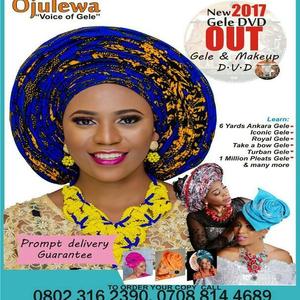 Ojulewa
"Voice of Gele"
New 2017
Gele DVD
OUT
Gele & Makeup
D.V.D
Learn:
6 Yards Ankara Gele
Iconic Gele
Royal Gele
Take a bow Gele
Turban Gele
1 Million Pleats Gele
& many more
Prompt delivery
Guarantee
TO ORDER YOUR COPY CALL
0802 316 2390, 0708 814 4689